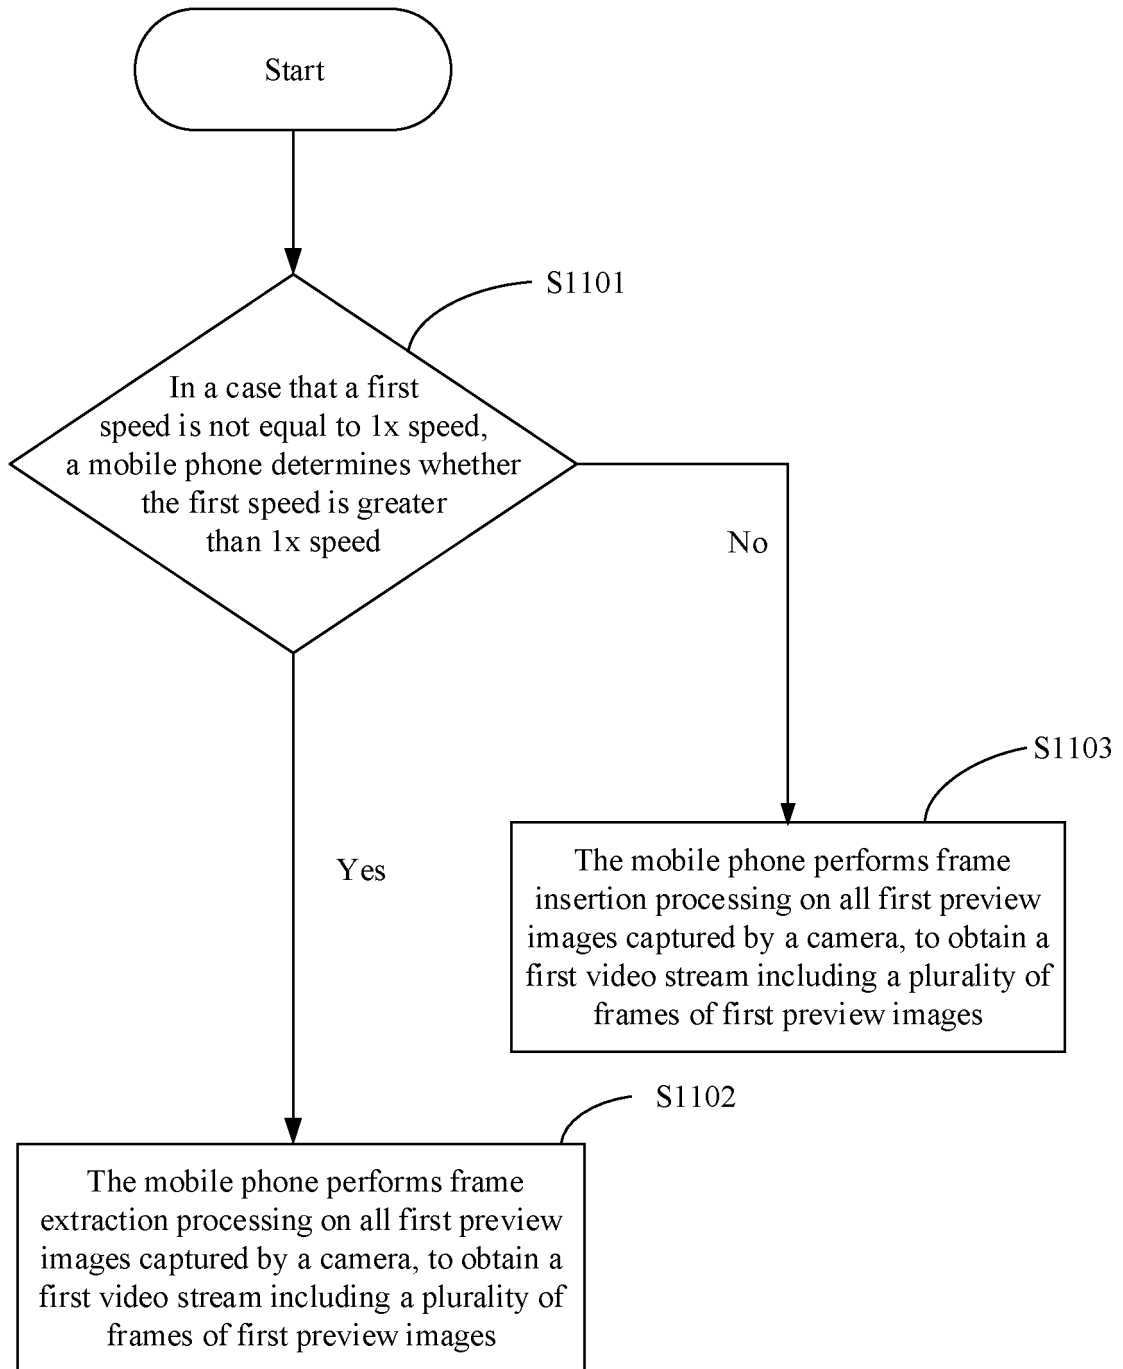 Start
S1101
In a case that a first
speed is not equal to 1x speed,
a mobile phone determines whether
the first speed is greater
than 1x speed
No
S1103
The mobile phone performs frame
insertion processing on all first preview
images captured by a camera, to obtain a
first video stream including a plurality of
frames of first preview images
Yes
S1102
The mobile phone performs frame
extraction processing on all first preview
images captured by a camera, to obtain a
first video stream including a plurality of
frames of first preview images